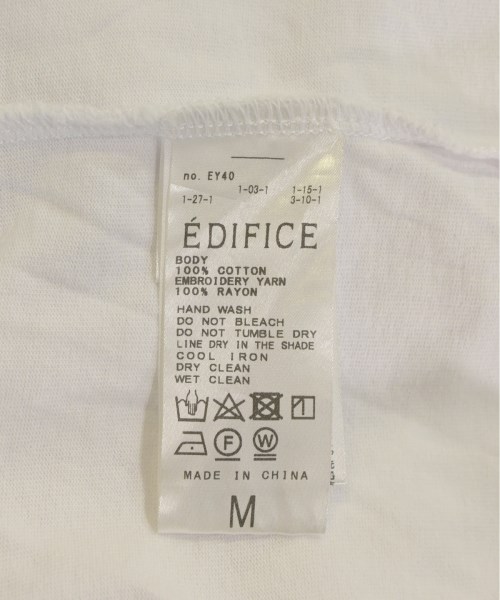 no. EY40
1-03-1 1-15-1
1-27-1 3-10-1
ÉDIFICE
BODY
100% COTTON
EMBROIDERY YARN
100% RAYON
HAND WASH
DO NOT BLEACH
DO NOT TUMBLE DRY
LINE DRY IN THE SHADE
COOL IRON
DRY CLEAN
WET CLEAN
F W
MADE IN CHINA
M